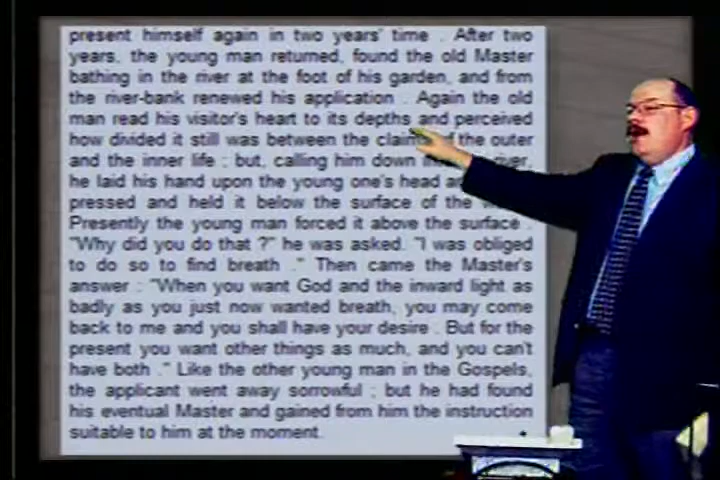 present himself again in two years' time . After two
years, the young man returned, found the old Master
bathing in the river at the foot of his garden, and from
the river-bank renewed his application . Again the old
man read his visitor's heart to its depths and perceived
how divided it still was between the of the outer
and the inner life ; but, calling him down river,
he laid his hand upon the young one's head
pressed and held it below the surface of the
Presently the young man forced it above the surface .
"Why did you do that ?" he was asked. "I was obliged
to do so to find breath ." Then came the Master's
answer : "When you want God and the inward light as
badly as you just now wanted breath, you may come
back to me and you shall have your desire . But for the
present you want other things as much, and you can't
have both ." Like the other young man in the Gospels,
the applicant went away sorrowful ; but he had found
his eventual Master and gained from him the instruction
suitable to him at the moment.